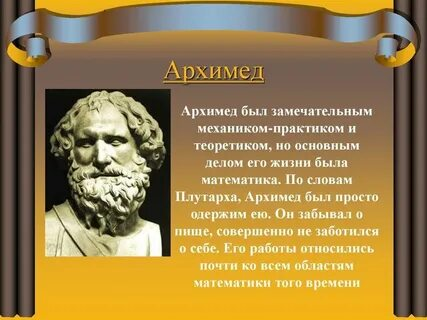 Архимед
Архимед был замечательным
механиком-практиком и
теоретиком, но основным
делом его жизни была
математика. По словам
Плутарха, Архимед был просто
одержим ею. Он забывал о
пище, совершенно не заботился
о себе. Его работы относились
почти ко всем областям
математики того времени